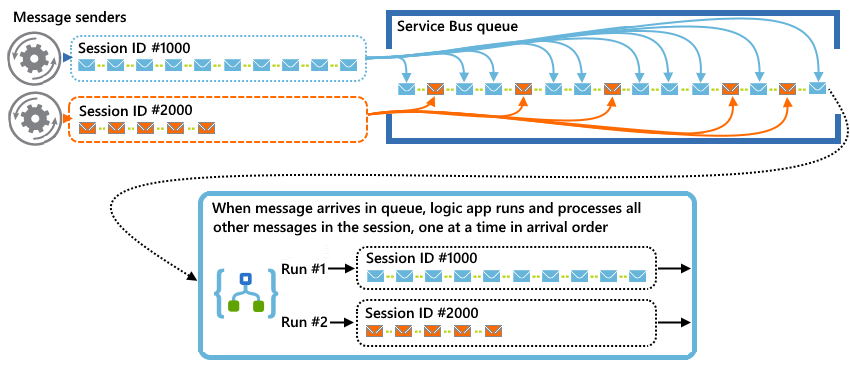 Message senders
Session ID #1000
Service Bus queue
Session ID #2000
When message arrives in queue, logic app runs and processes all
other messages in the session, one at a time in arrival order
Run #1
Session ID #1000
Run #2
Session ID #2000